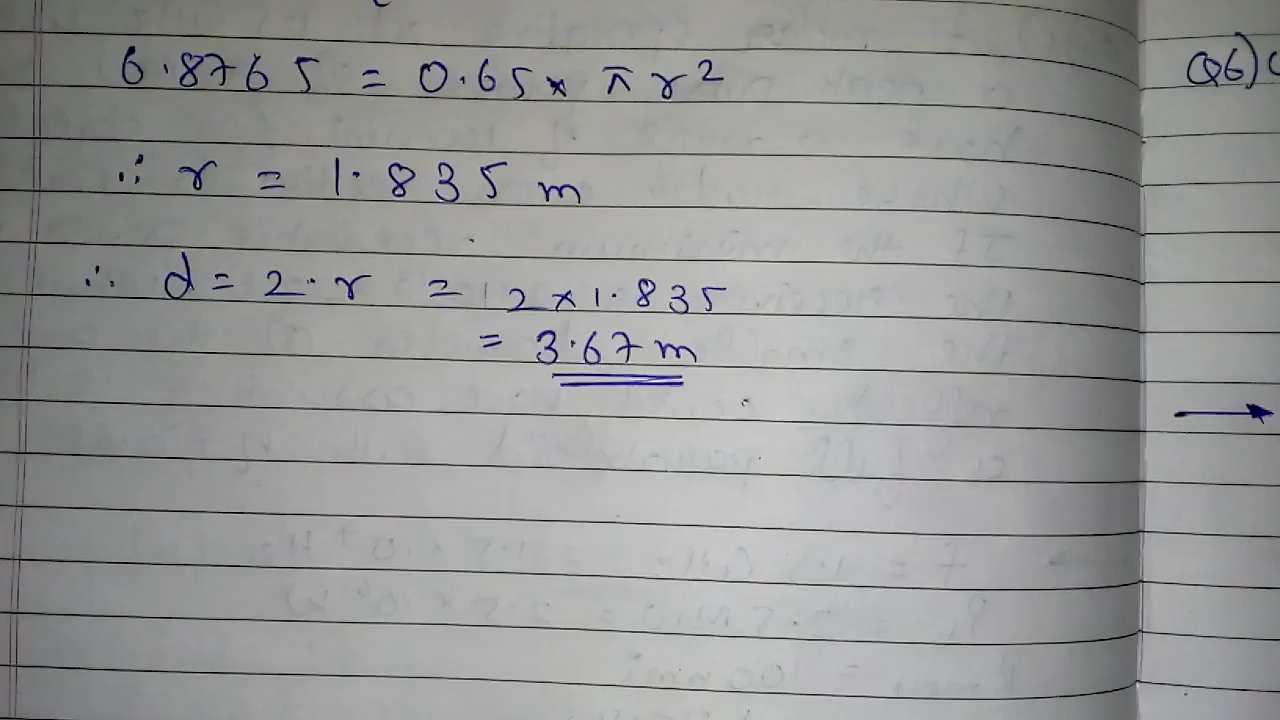 6.8765 = 0.65 × πr²
∴ r = 1.835 m
∴ d = 2·r = 2 × 1.835
= 3.67 m
Q6)